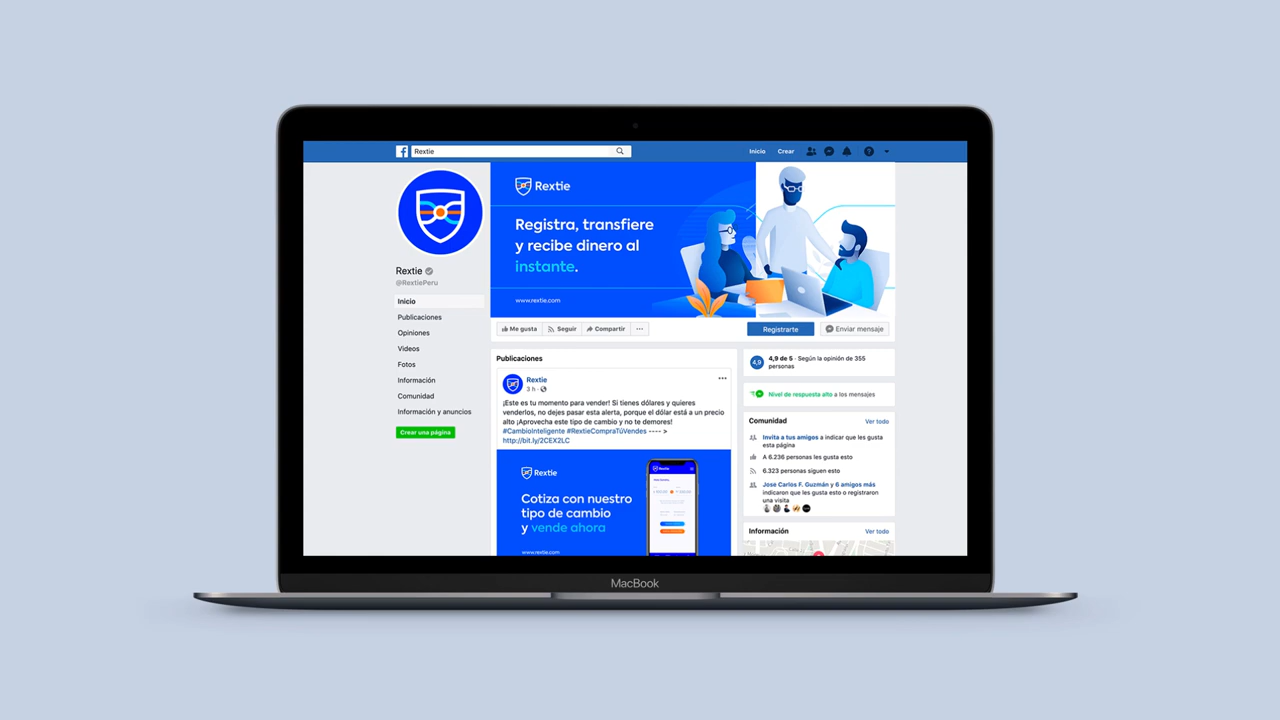 Rextie
Inicio
Crear
Rextie
@RextiePeru
Inicio
Publicaciones
Opiniones
Videos
Fotos
Información
Comunidad
Información y anuncios
Crear una página
Rextie
Registra, transfiere
y recibe dinero al
instante.
www.rextie.com
Me gusta
Seguir
Compartir
Registrarte
Enviar mensaje
Publicaciones
Rextie
3 h
¡Este es tu momento para vender! Si tienes dólares y quieres
venderlos, no dejes pasar esta alerta, porque el dólar está a un precio
alto ¡Aprovecha este tipo de cambio y no te demores!
#CambioInteligente #RextieCompraTúVendes ---- >
http://bit.ly/2CEX2LC
Rextie
Cotiza con nuestro
tipo de cambio
y vende ahora
www.rextie.com
Rextie
4,9
4,9 de 5 · Según la opinión de 355
personas
Nivel de respuesta alto a los mensajes
Comunidad
Ver todo
Invita a tus amigos a indicar que les gusta
esta página
A 6.236 personas les gusta esto
6.323 personas siguen esto
Jose Carlos F. Guzmán y 6 amigos más
indicaron que les gusta esto o registraron
una visita
Información
Ver todo
MacBook